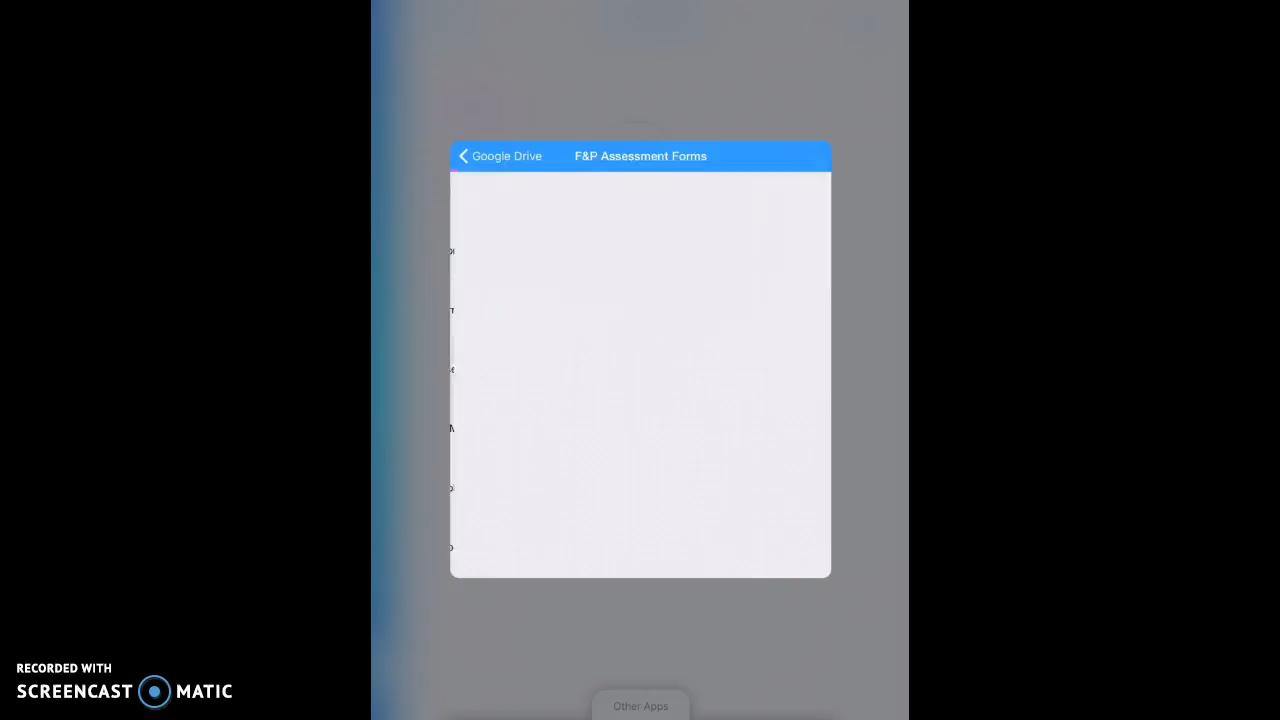 Google Drive
F&P Assessment Forms
Other Apps
RECORDED WITH
SCREENCAST MATIC